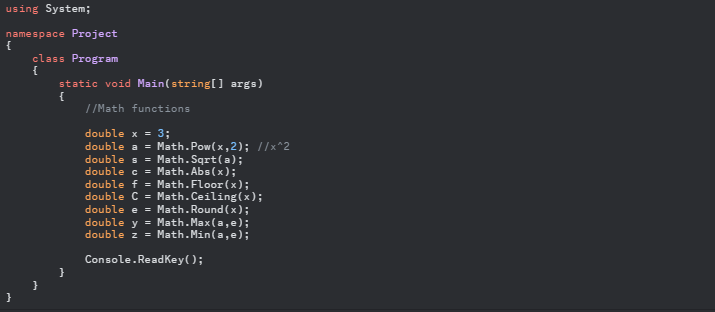 using System;

namespace Project
{
    class Program
    {
        static void Main(string[] args)
        {
            //Math functions

            double x = 3;
            double a = Math.Pow(x,2); //x^2
            double s = Math.Sqrt(a);
            double c = Math.Abs(x);
            double f = Math.Floor(x);
            double C = Math.Ceiling(x);
            double e = Math.Round(x);
            double y = Math.Max(a,e);
            double z = Math.Min(a,e);

            Console.ReadKey();
        }
    }
}